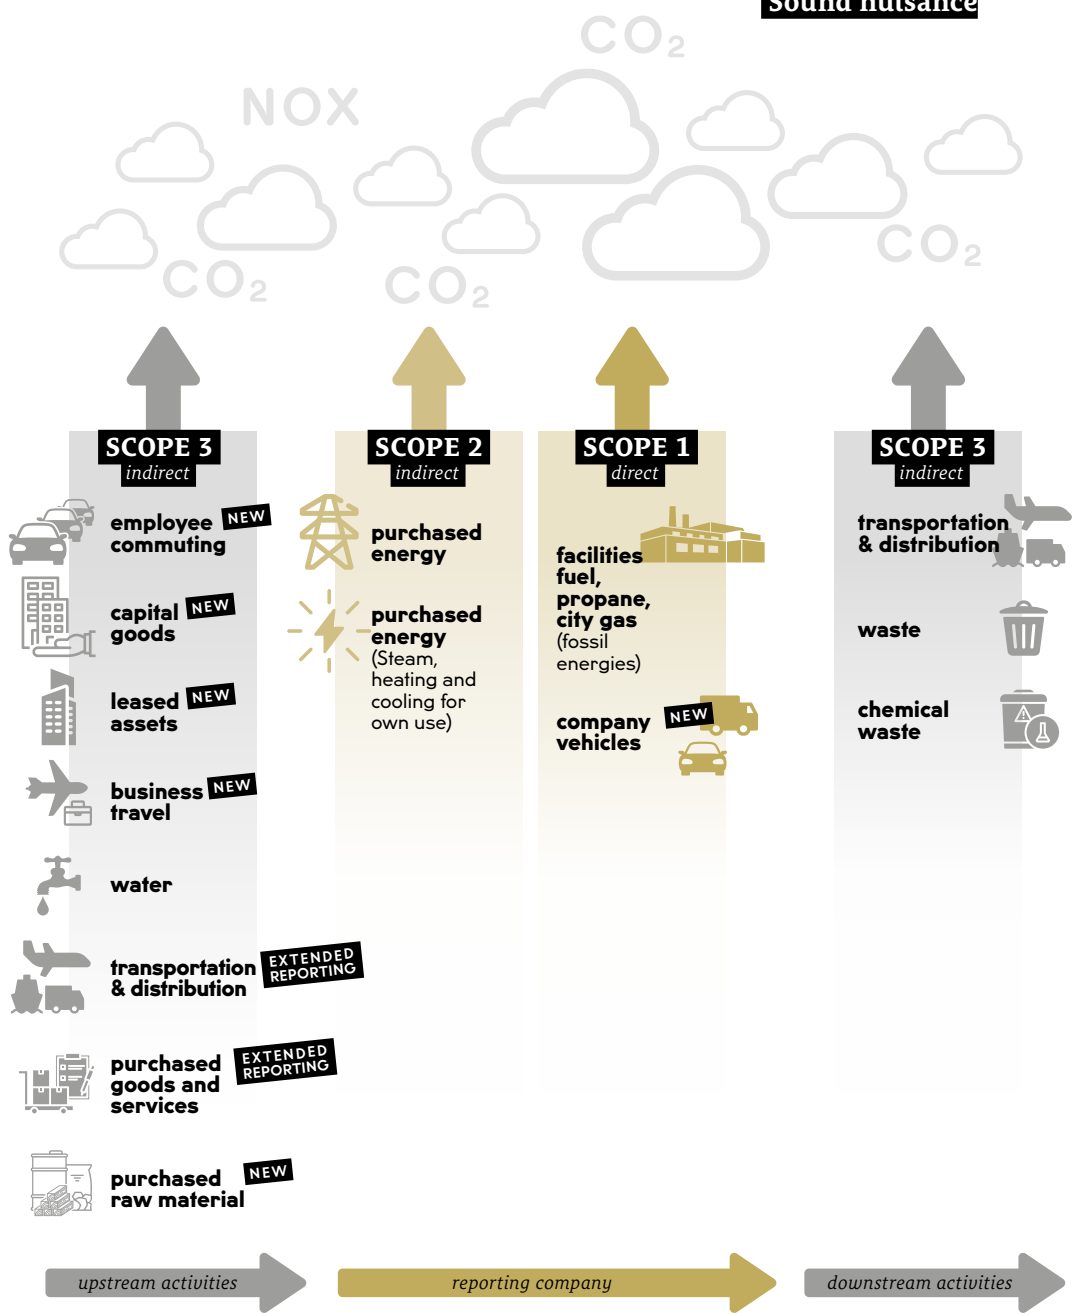 Sound nuisance
CO2
NOX
CO2
CO2
CO2
SCOPE 3
indirect
employee NEW
commuting
capital NEW
goods
leased NEW
assets
business NEW
travel
water
transportation
& distribution
EXTENDED
REPORTING
purchased
goods and
services
EXTENDED
REPORTING
purchased NEW
raw material
SCOPE 2
indirect
purchased
energy
purchased
energy
(Steam,
heating and
cooling for
own use)
SCOPE 1
direct
facilities
fuel,
propane,
city gas
(fossil
energies)
company NEW
vehicles
SCOPE 3
indirect
transportation
& distribution
waste
chemical
waste
upstream activities
reporting company
downstream activities